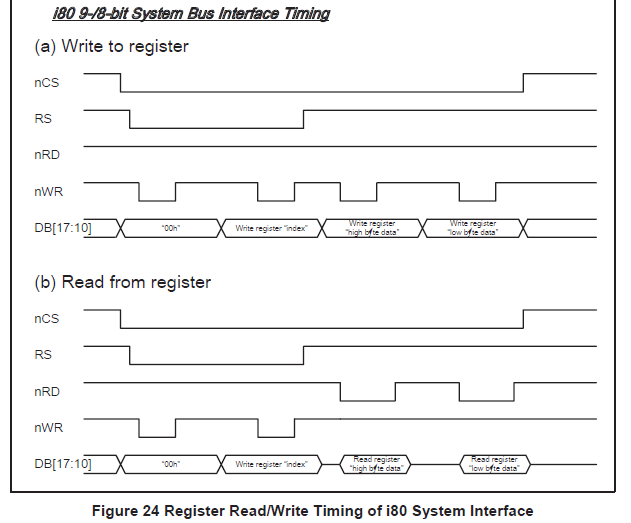 i80 9-/8-bit System Bus Interface Timing
(a) Write to register
nCS
RS
nRD
nWR
DB[17:10]
"00h"
Write register "index"
Write register
"high byte data"
Write register
"low byte data"
(b) Read from register
nCS
RS
nRD
nWR
DB[17:10]
"00h"
Write register "index"
Read register
"high byte data"
Read register
"low byte data"
Figure 24 Register Read/Write Timing of i80 System Interface